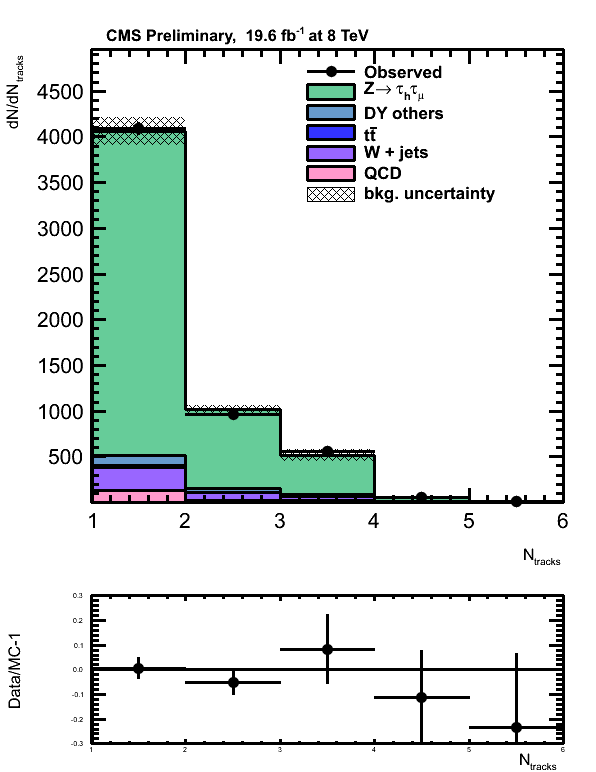 CMS Preliminary, 19.6 fb-1 at 8 TeV
dN/dNtracks
Observed
Z→ τhτμ
DY others
tt̄
W + jets
QCD
bkg. uncertainty
4500
4000
3500
3000
2500
2000
1500
1000
500
1 2 3 4 5 6
Ntracks
Data/MC-1
0.3
0.2
0.1
0.0
-0.1
-0.2
-0.3
1 2 3 4 5 6
Ntracks